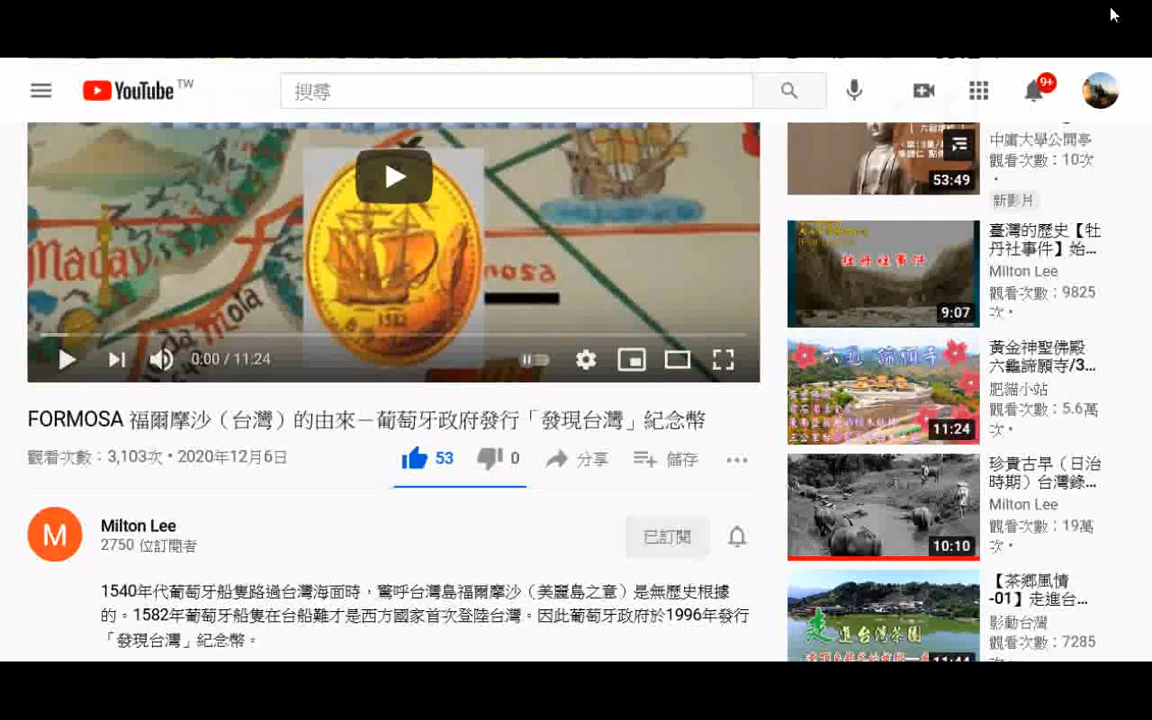 YouTube TW
搜尋
9+
Macav
da mola
mosa
1582
0:00 / 11:24
FORMOSA 福爾摩沙（台灣）的由來－葡萄牙政府發行「發現台灣」紀念幣
觀看次數：3,103次 • 2020年12月6日
53
0
分享
儲存
M
Milton Lee
2750 位訂閱者
已訂閱
1540年代葡萄牙船隻路過台灣海面時，驚呼台灣島福爾摩沙（美麗島之意）是無歷史根據
的。1582年葡萄牙船隻在台船難才是西方國家首次登陸台灣。因此葡萄牙政府於1996年發行
「發現台灣」紀念幣。
53:49
中庸大學公開亭
觀看次數：10次
•
新影片
牡丹社事件
9:07
臺灣的歷史【牡
丹社事件】始...
Milton Lee
觀看次數：9825
次 •
六龜 諦願寺
11:24
黃金神聖佛殿
六龜諦願寺/3...
肥貓小站
觀看次數：5.6萬
次 •
10:10
珍貴古早（日治
時期）台灣錄...
Milton Lee
觀看次數：19萬
次 •
走進台灣茶園
11:44
【茶鄉風情
-01】走進台...
影動台灣
觀看次數：7285